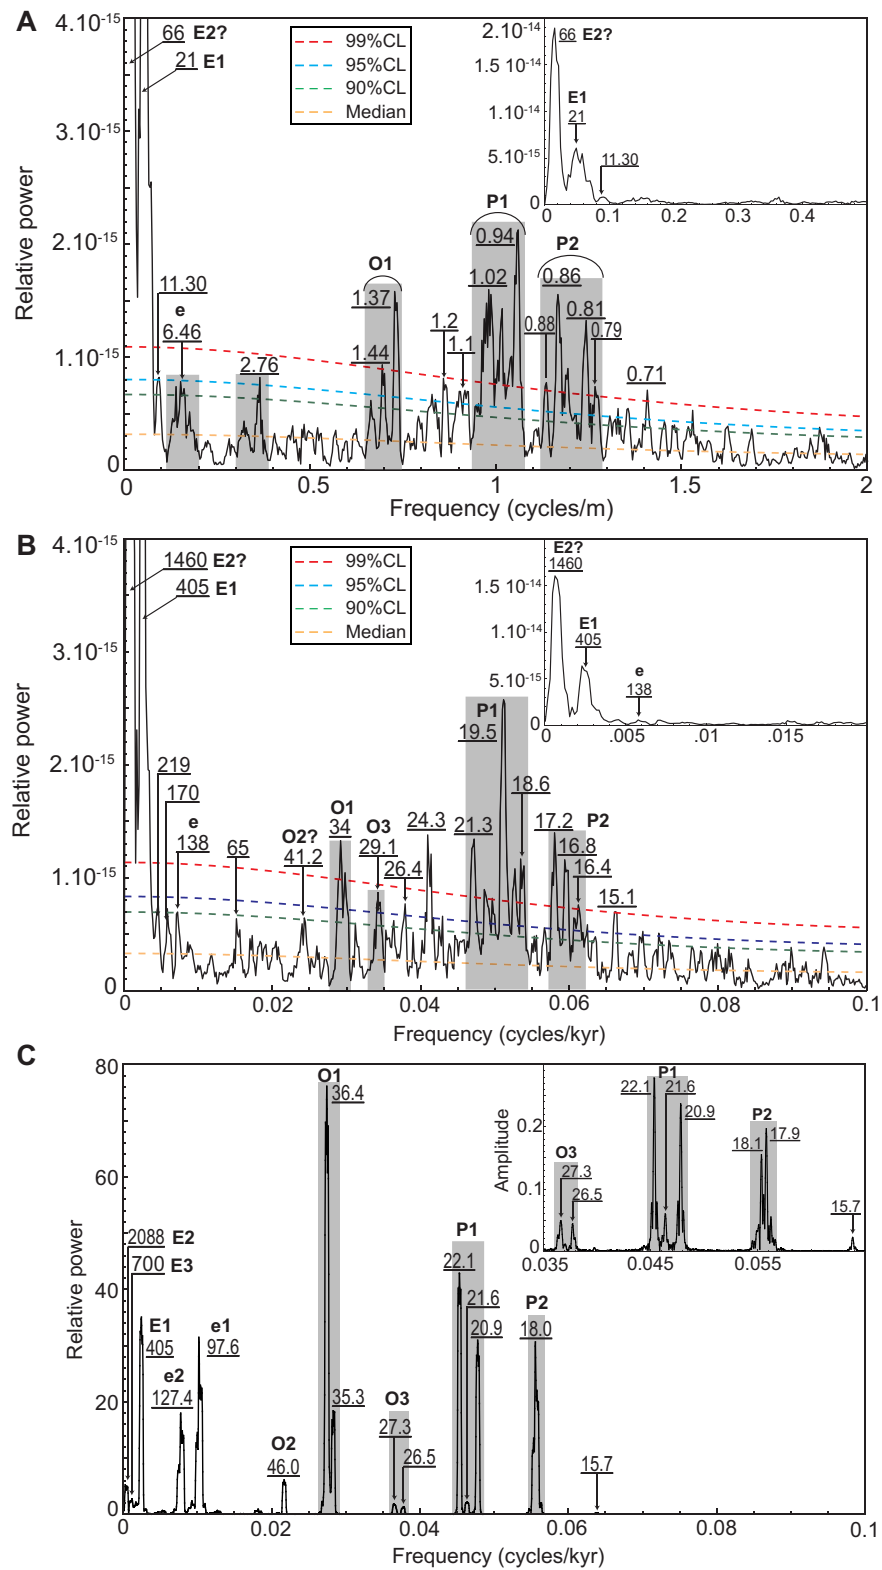 A
4.10-15
3.10-15
2.10-15
1.10-15
0
Relative power
66 E2?
21 E1
99%CL
95%CL
90%CL
Median
11.30
e
6.46
2.76
O1
1.37
1.44
1.2
1.1
P1
0.94
1.02
P2
0.86
0.88
0.81
0.79
0.71
0
0.5
1
1.5
2
Frequency (cycles/m)
2.10-14
1.5 10-14
1.10-14
5.10-15
0
66 E2?
E1
21
11.30
0
0.1
0.2
0.3
0.4
B
4.10-15
3.10-15
2.10-15
1.10-15
0
Relative power
1460 E2?
405 E1
99%CL
95%CL
90%CL
Median
219
170
e
138
65
O2?
41.2
O1
34
O3
29.1
26.4
24.3
P1
19.5
21.3
18.6
17.2
P2
16.8
16.4
15.1
0
0.02
0.04
0.06
0.08
0.1
Frequency (cycles/kyr)
E2?
1460
1.5 10-14
1.10-14
5.10-15
0
E1
405
e
138
0
.005
.01
.015
C
80
60
40
20
0
Relative power
2088 E2
700 E3
E1
405
e2
127.4
e1
97.6
O2
46.0
O1
36.4
35.3
O3
27.3
26.5
P1
22.1
21.6
20.9
P2
18.0
15.7
0
0.02
0.04
0.06
0.08
0.1
Frequency (cycles/kyr)
Amplitude
0.2
0.1
0
O3
27.3
26.5
P1
22.1
21.6
20.9
P2
18.1
17.9
15.7
0.035
0.045
0.055